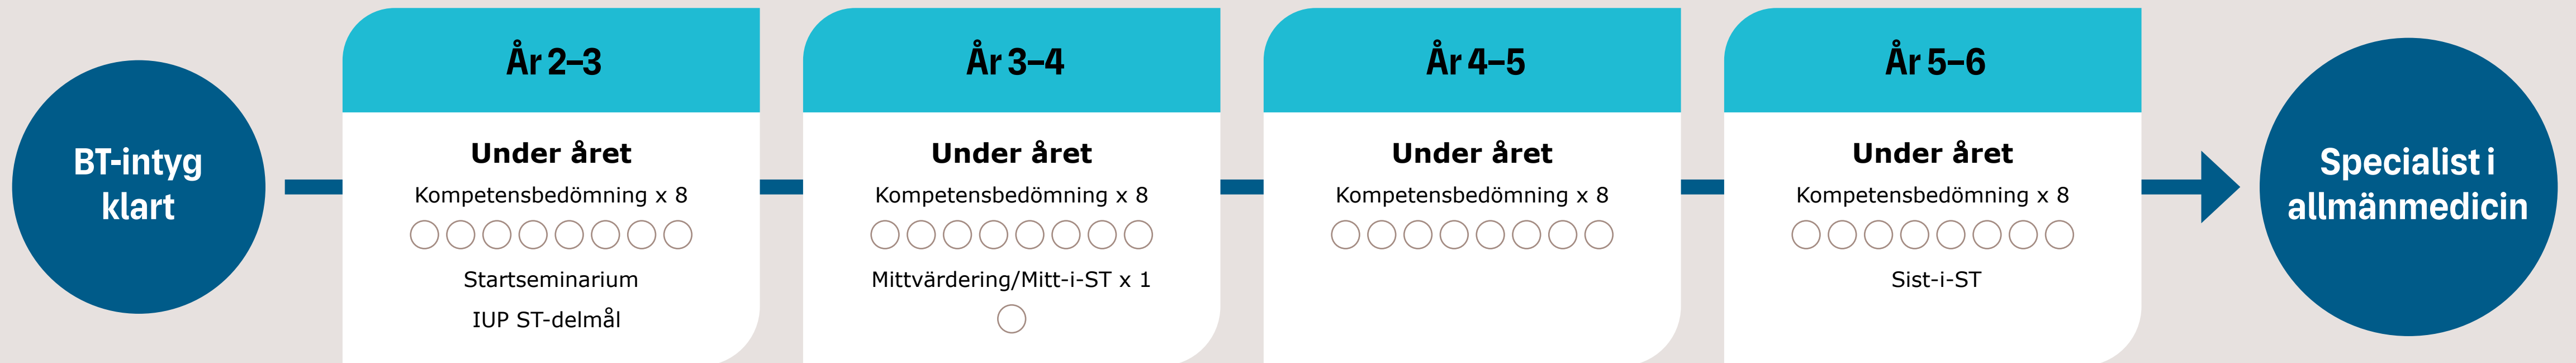 BT-intyg
klart
År 2–3
Under året
Kompetensbedömning x 8
Startseminarium
IUP ST-delmål
År 3–4
Under året
Kompetensbedömning x 8
Mittvärdering/Mitt-i-ST x 1
År 4–5
Under året
Kompetensbedömning x 8
År 5–6
Under året
Kompetensbedömning x 8
Sist-i-ST
Specialist i
allmänmedicin